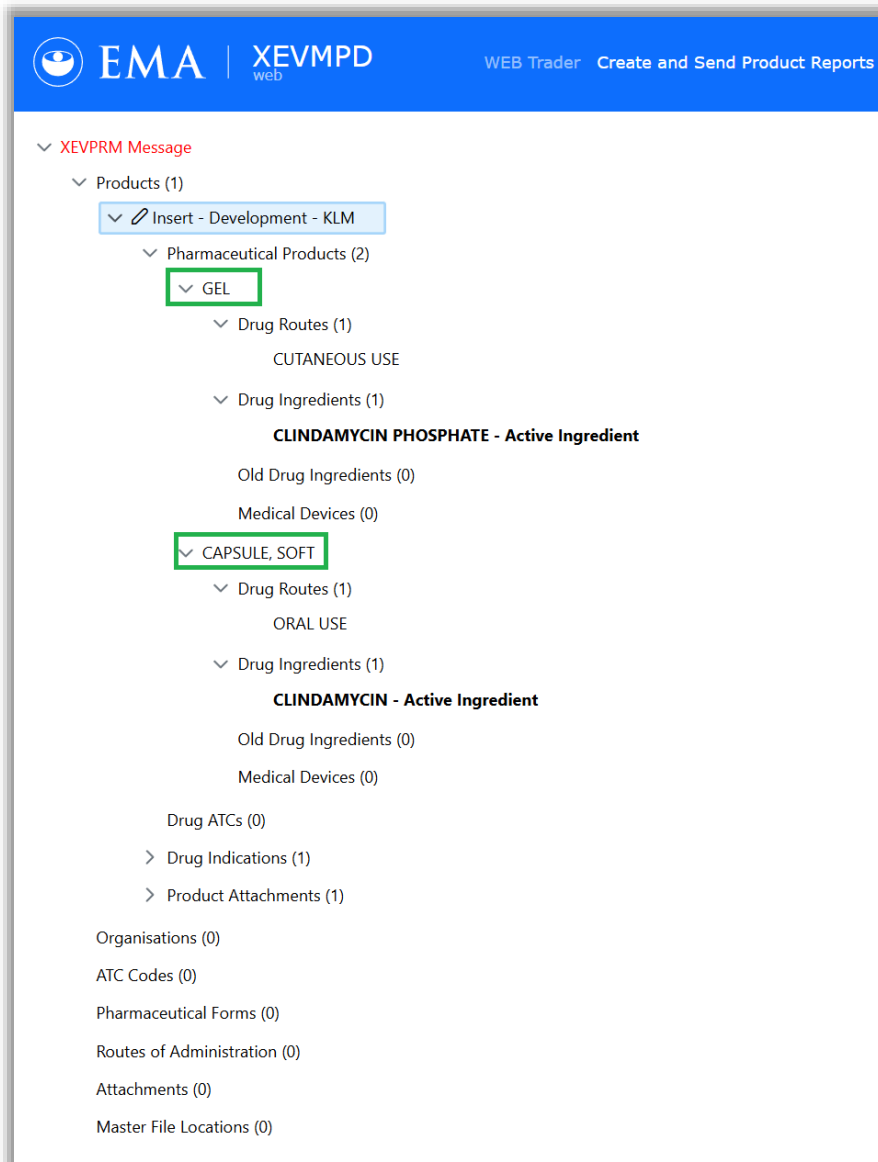 EMA | XEVMPD
web
WEB Trader Create and Send Product Reports
XEVPRM Message
Products (1)
Insert - Development - KLM
Pharmaceutical Products (2)
GEL
Drug Routes (1)
CUTANEOUS USE
Drug Ingredients (1)
CLINDAMYCIN PHOSPHATE - Active Ingredient
Old Drug Ingredients (0)
Medical Devices (0)
CAPSULE, SOFT
Drug Routes (1)
ORAL USE
Drug Ingredients (1)
CLINDAMYCIN - Active Ingredient
Old Drug Ingredients (0)
Medical Devices (0)
Drug ATCs (0)
Drug Indications (1)
Product Attachments (1)
Organisations (0)
ATC Codes (0)
Pharmaceutical Forms (0)
Routes of Administration (0)
Attachments (0)
Master File Locations (0)